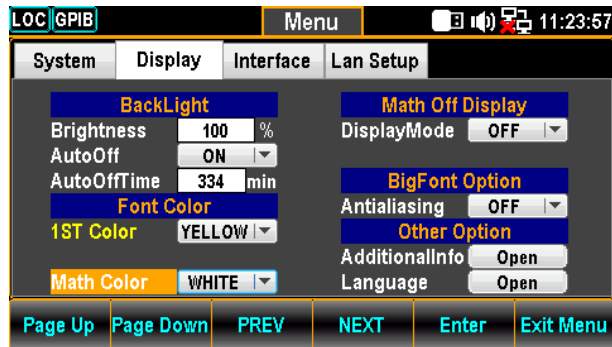 LOC GPIB Menu 11:23:57
System Display Interface Lan Setup
BackLight
Brightness 100 %
AutoOff ON
AutoOffTime 334 min
Font Color
1ST Color YELLOW
Math Color WHITE
Math Off Display
DisplayMode OFF
BigFont Option
Antialiasing OFF
Other Option
AdditionalInfo Open
Language Open
Page Up Page Down PREV NEXT Enter Exit Menu